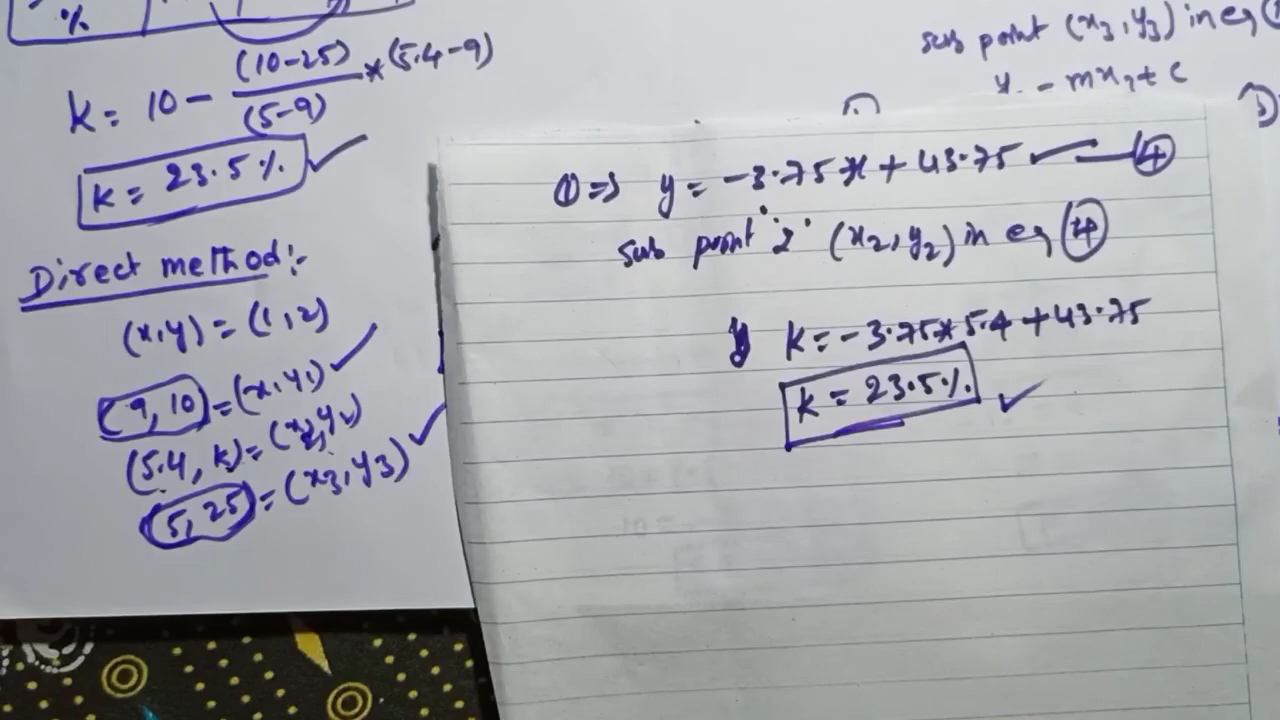 %
K = 10 - (10-25)/(5-9) * (5.4-9)
K = 23.5%
Direct method:-
(x,y) = (1,2)
(9,10) = (x1,y1)
(5.4, k) = (x2,y2)
(5,25) = (x3,y3)
sub point (x3,y3) in eq
y = mx3 + c
① => y = -3.75x + 43.75 — ④
sub point '2' (x2,y2) in eq ④
K = -3.75*5.4 + 43.75
K = 23.5%